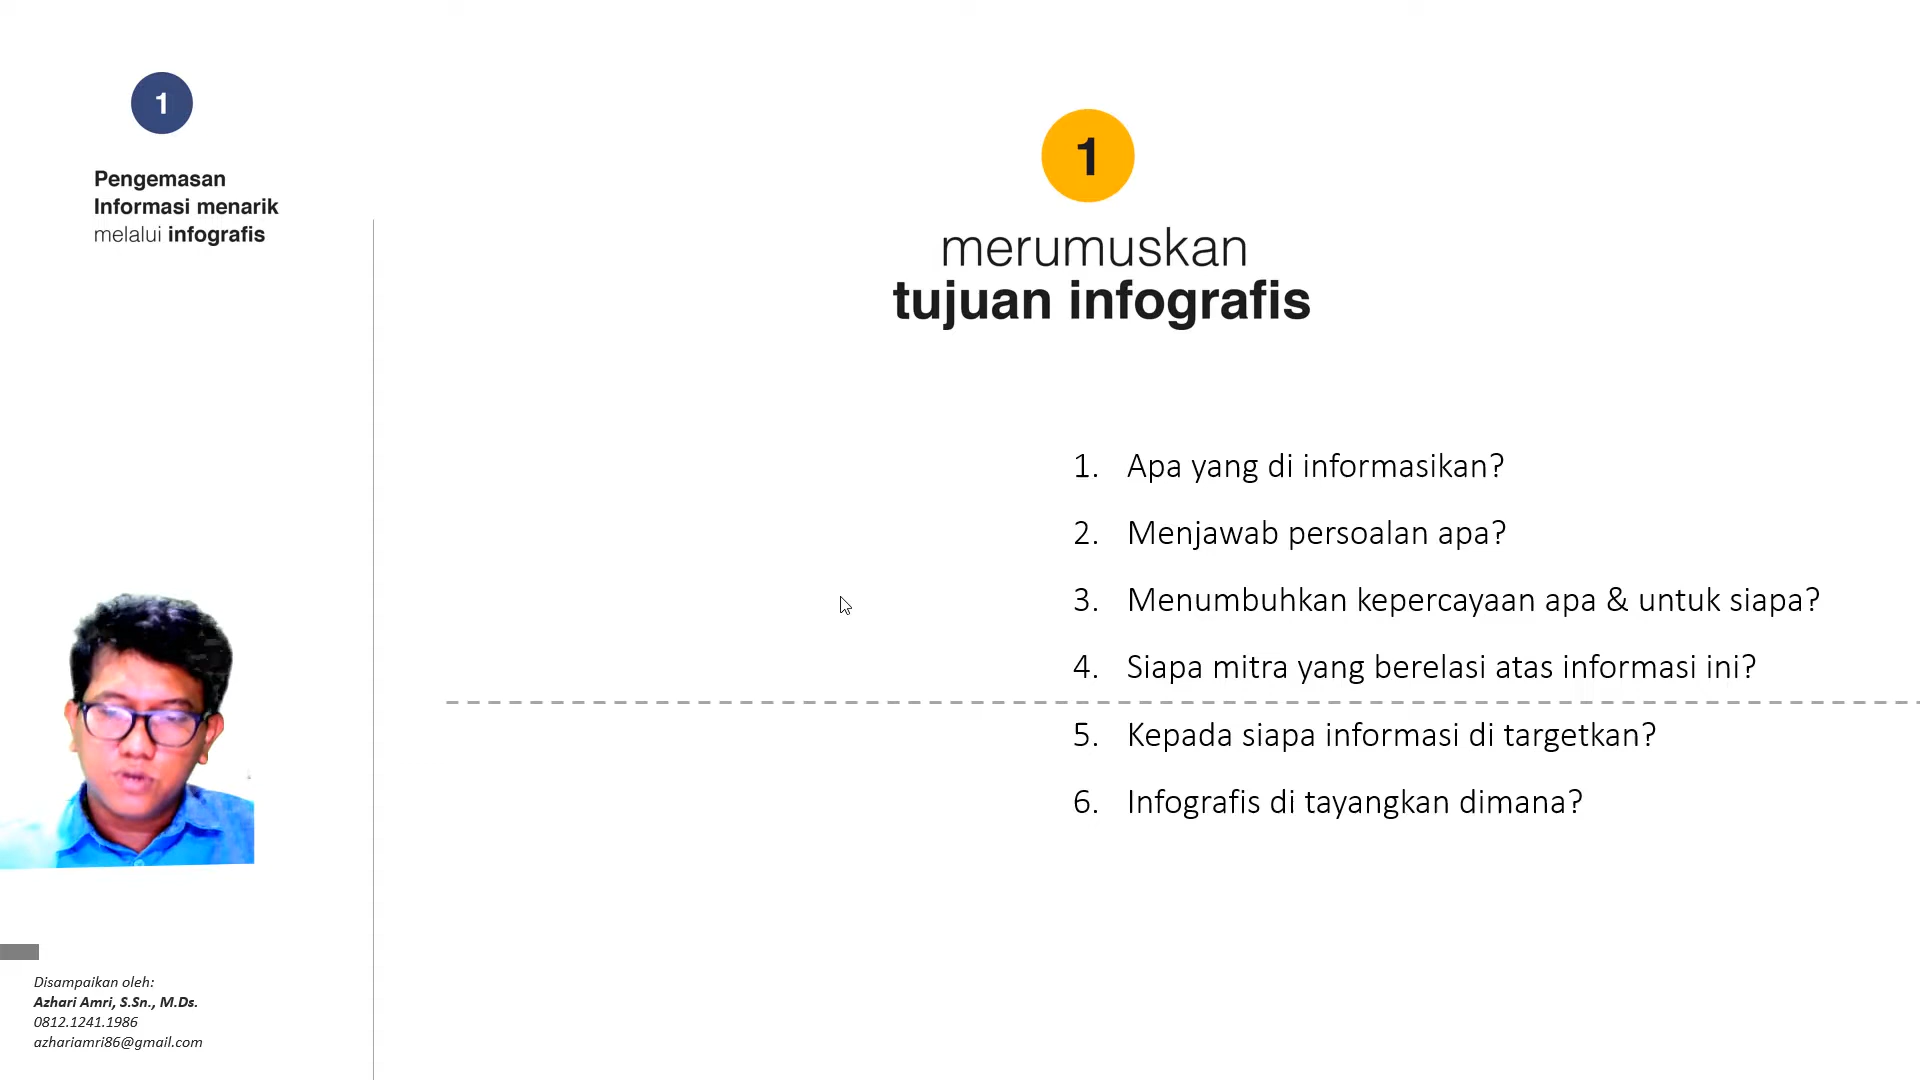 1
Pengemasan
Informasi menarik
melalui infografis
1
merumuskan
tujuan infografis
1. Apa yang di informasikan?
2. Menjawab persoalan apa?
3. Menumbuhkan kepercayaan apa & untuk siapa?
4. Siapa mitra yang berelasi atas informasi ini?
5. Kepada siapa informasi di targetkan?
6. Infografis di tayangkan dimana?
Disampaikan oleh:
Azhari Amri, S.Sn., M.Ds.
0812.1241.1986
azhariamri86@gmail.com